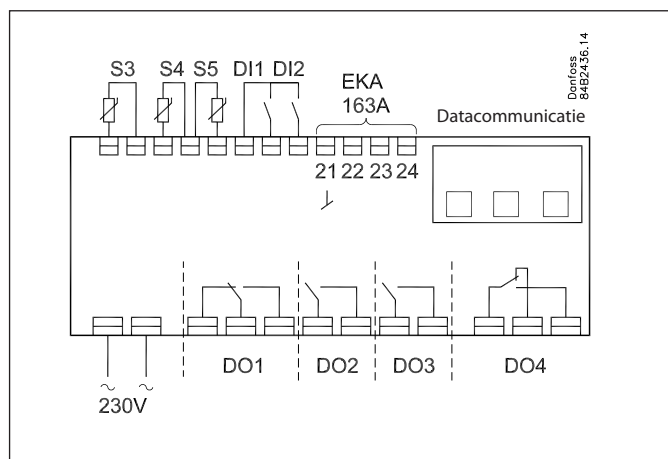 S3 S4 S5 DI1 DI2
EKA
163A
Datacommunicatie
Danfoss
84B2436.14
21 22 23 24
DO1 DO2 DO3 DO4
230V